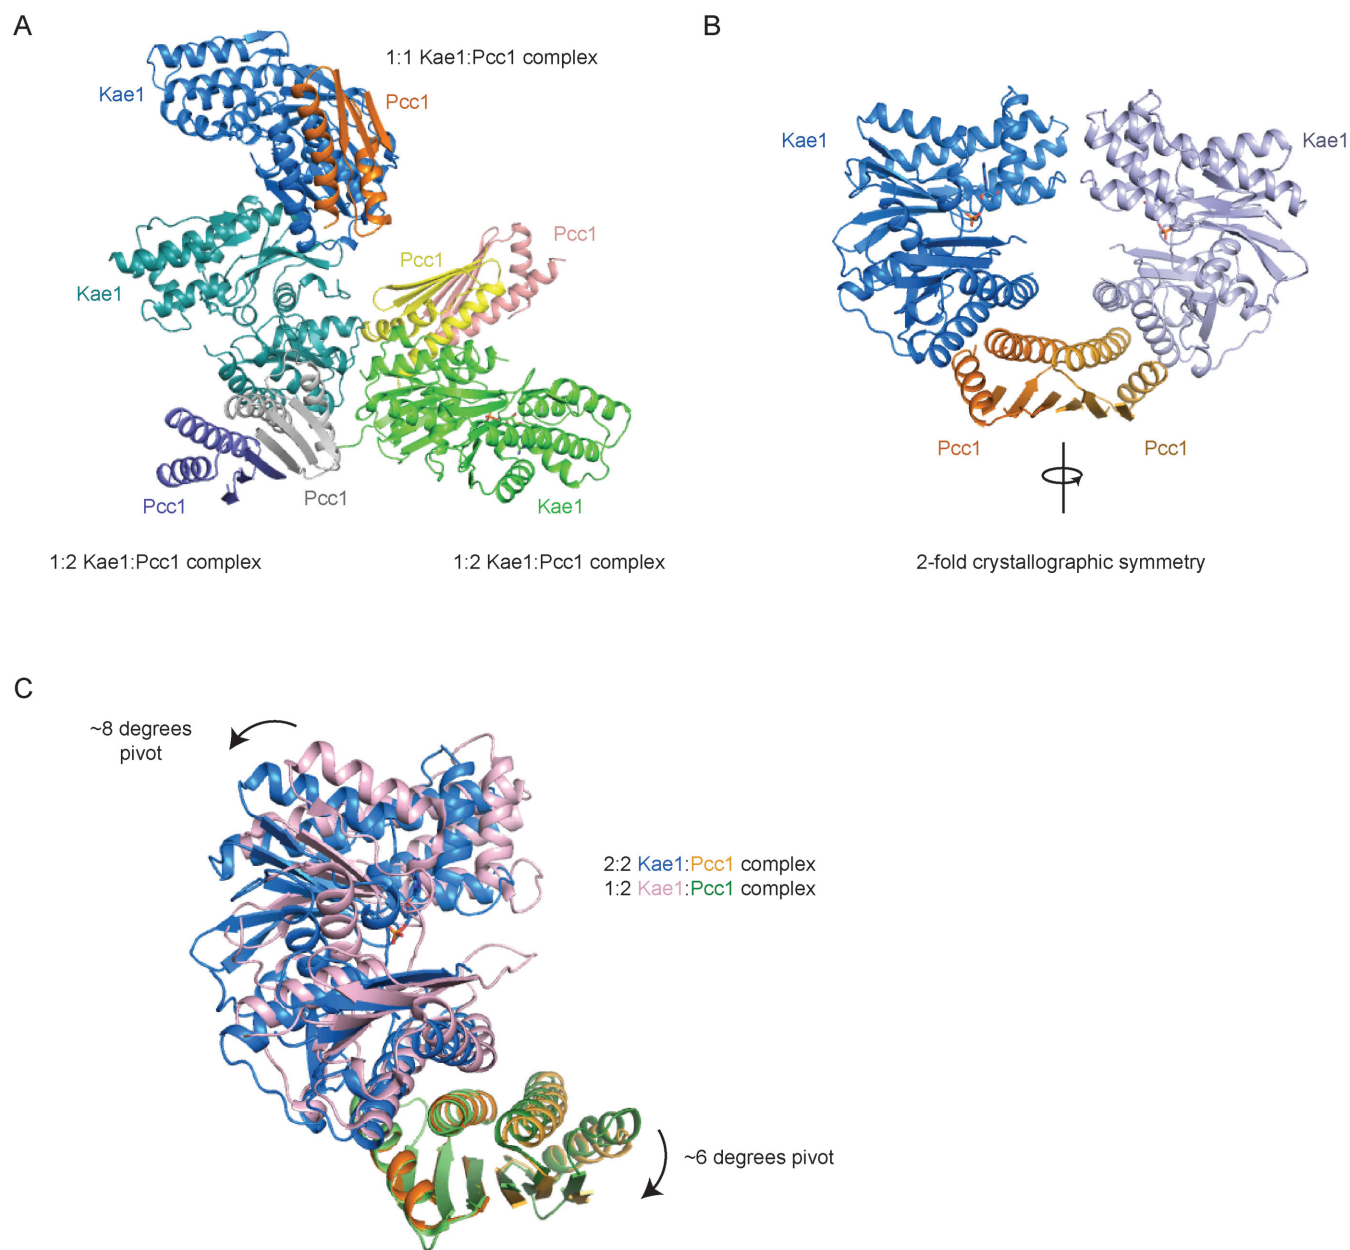 A
1:1 Kae1:Pcc1 complex
Kae1
Pcc1
Kae1
Pcc1
Pcc1
Pcc1
Pcc1
Kae1
1:2 Kae1:Pcc1 complex
1:2 Kae1:Pcc1 complex
B
Kae1
Kae1
Pcc1
Pcc1
2-fold crystallographic symmetry
C
~8 degrees
pivot
2:2 Kae1:Pcc1 complex
1:2 Kae1:Pcc1 complex
~6 degrees pivot